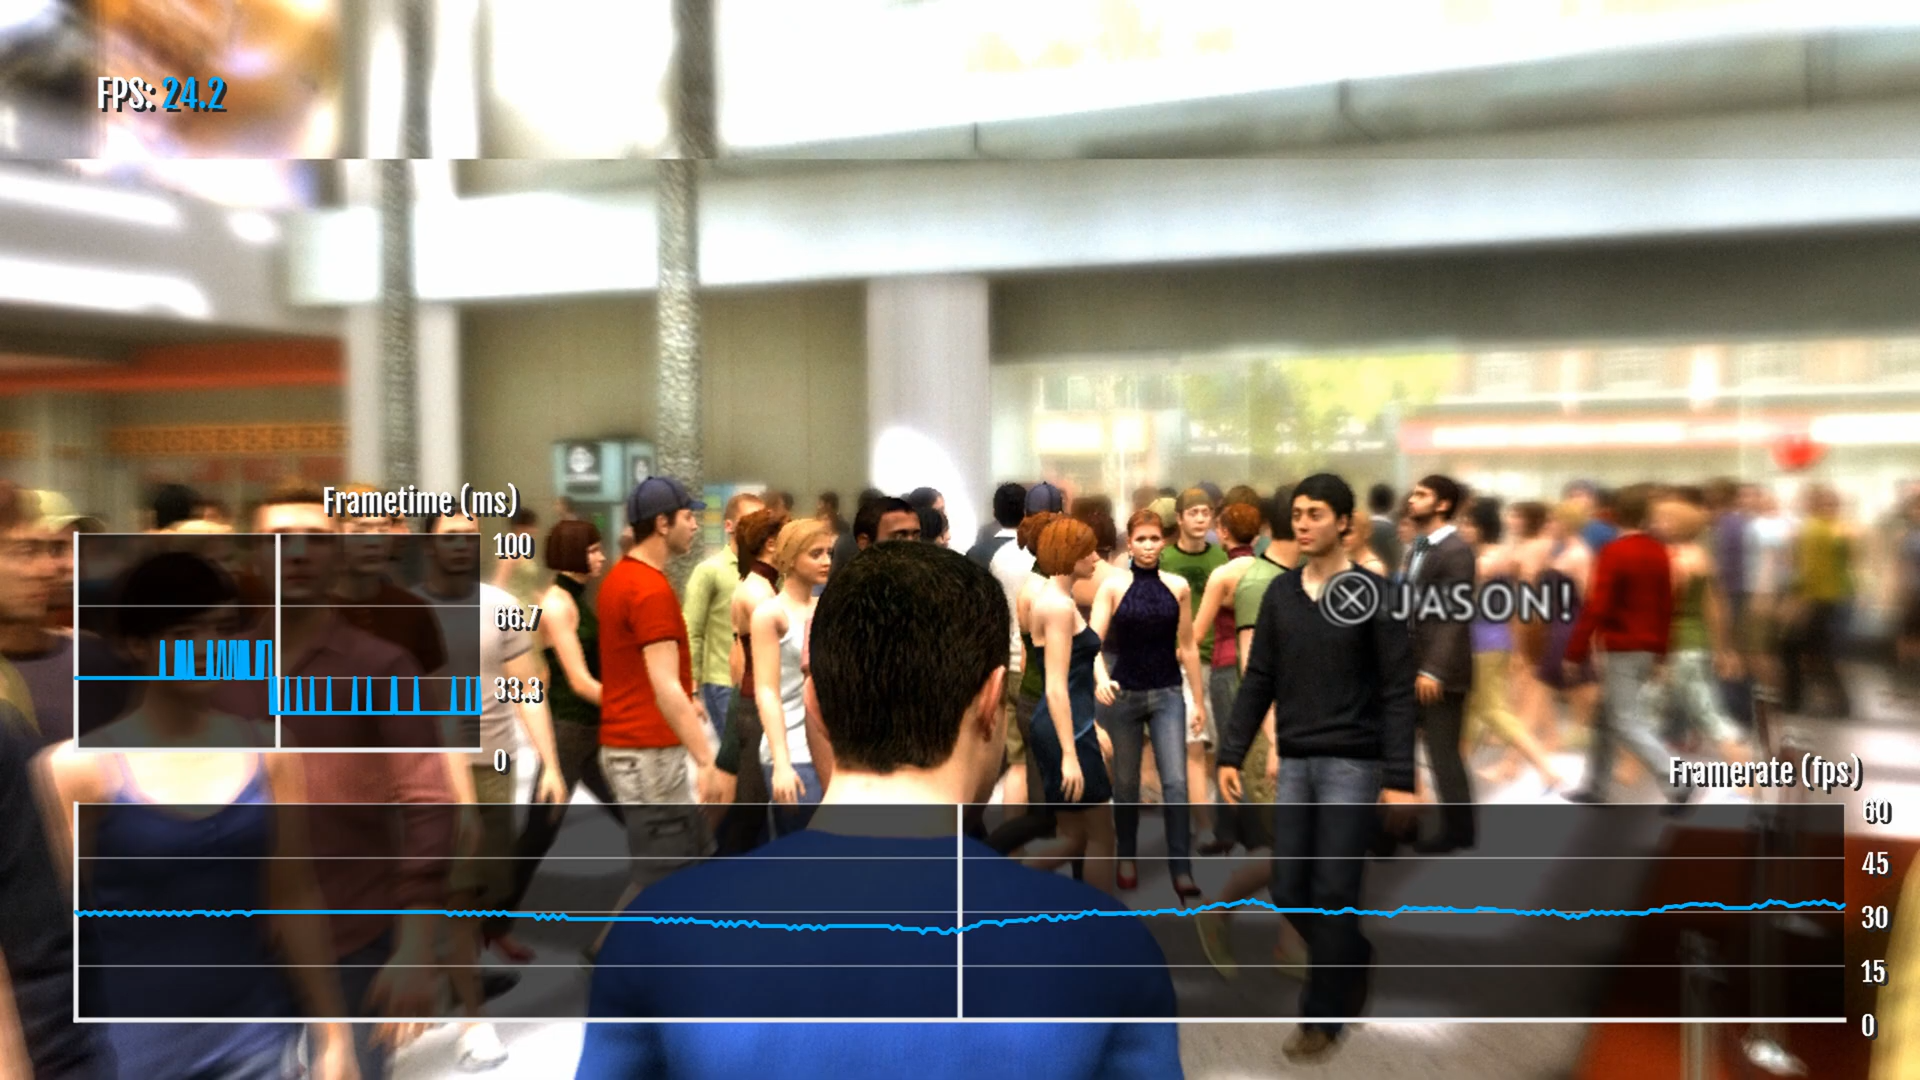 FPS: 24.2
Frametime (ms)
100
66.7
33.3
0
Ⓧ JASON!
Framerate (fps)
60
45
30
15
0